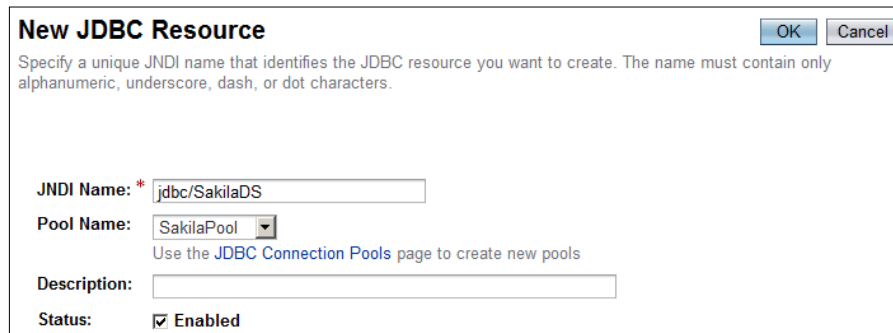 New JDBC Resource
OK
Cancel
Specify a unique JNDI name that identifies the JDBC resource you want to create. The name must contain only
alphanumeric, underscore, dash, or dot characters.
JNDI Name: * jdbc/SakilaDS
Pool Name: SakilaPool
Use the JDBC Connection Pools page to create new pools
Description:
Status: Enabled